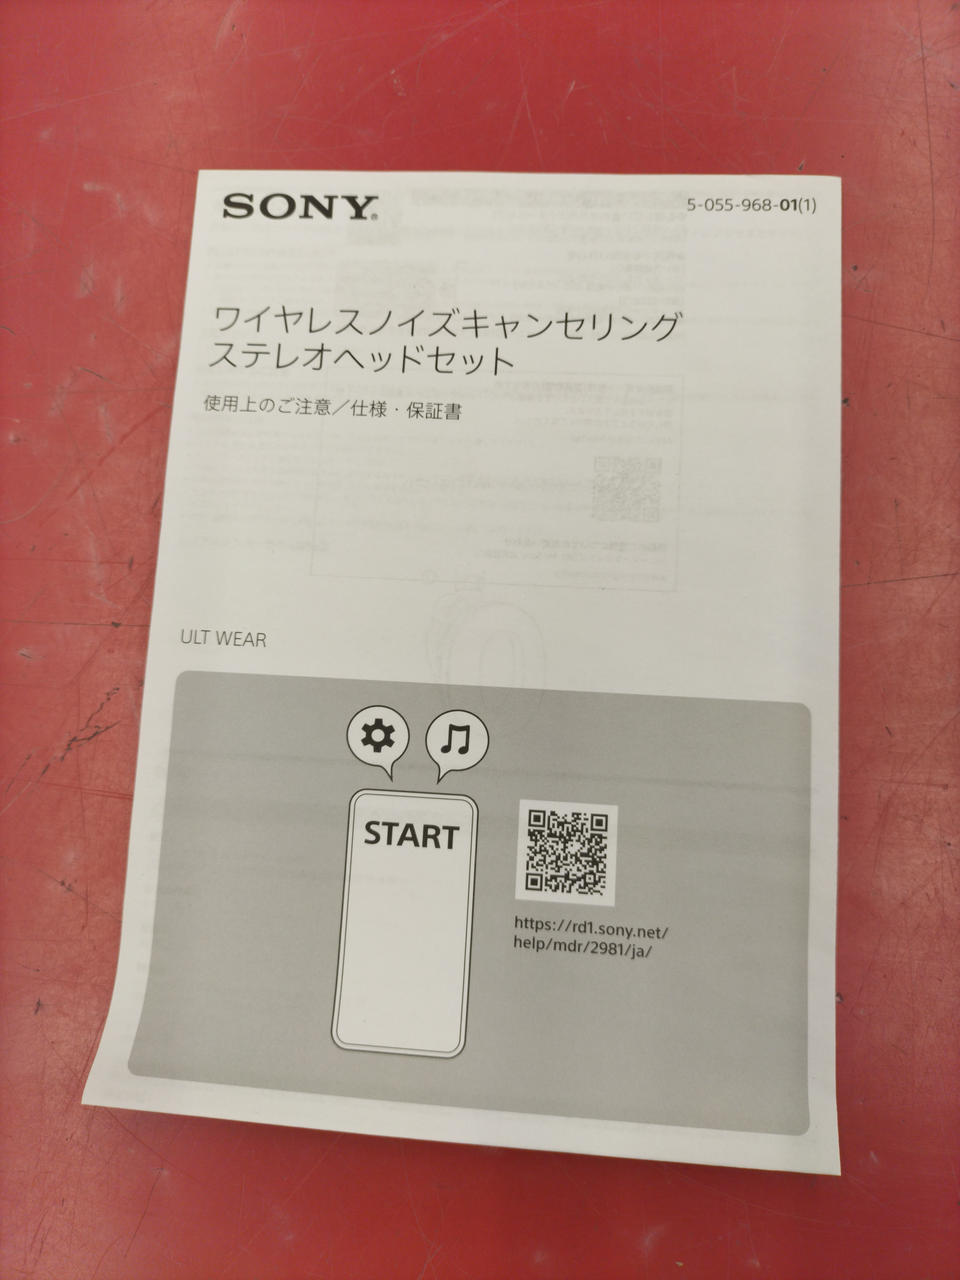 SONY®
5-055-968-01(1)
ワイヤレスノイズキャンセリング
ステレオヘッドセット
使用上のご注意／仕様・保証書
ULT WEAR
START
https://rd1.sony.net/
help/mdr/2981/ja/